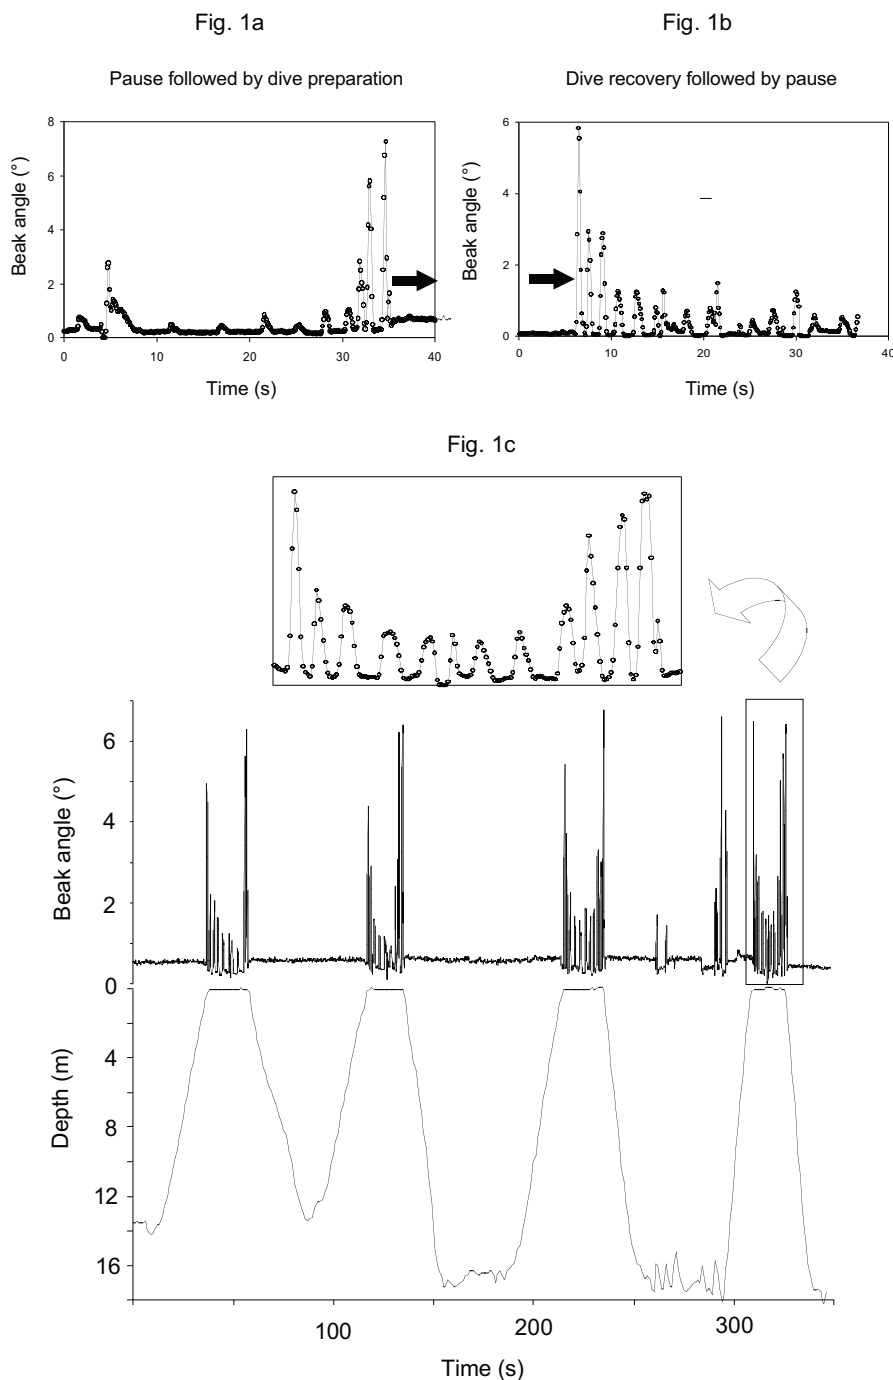 Fig. 1a
Fig. 1b
Pause followed by dive preparation
Dive recovery followed by pause
Beak angle (°)
8
6
4
2
0
0 10 20 30 40
Time (s)
Beak angle (°)
6
4
2
0
0 10 20 30 40
Time (s)
Fig. 1c
Beak angle (°)
6
4
2
0
Depth (m)
4
8
12
16
100 200 300
Time (s)